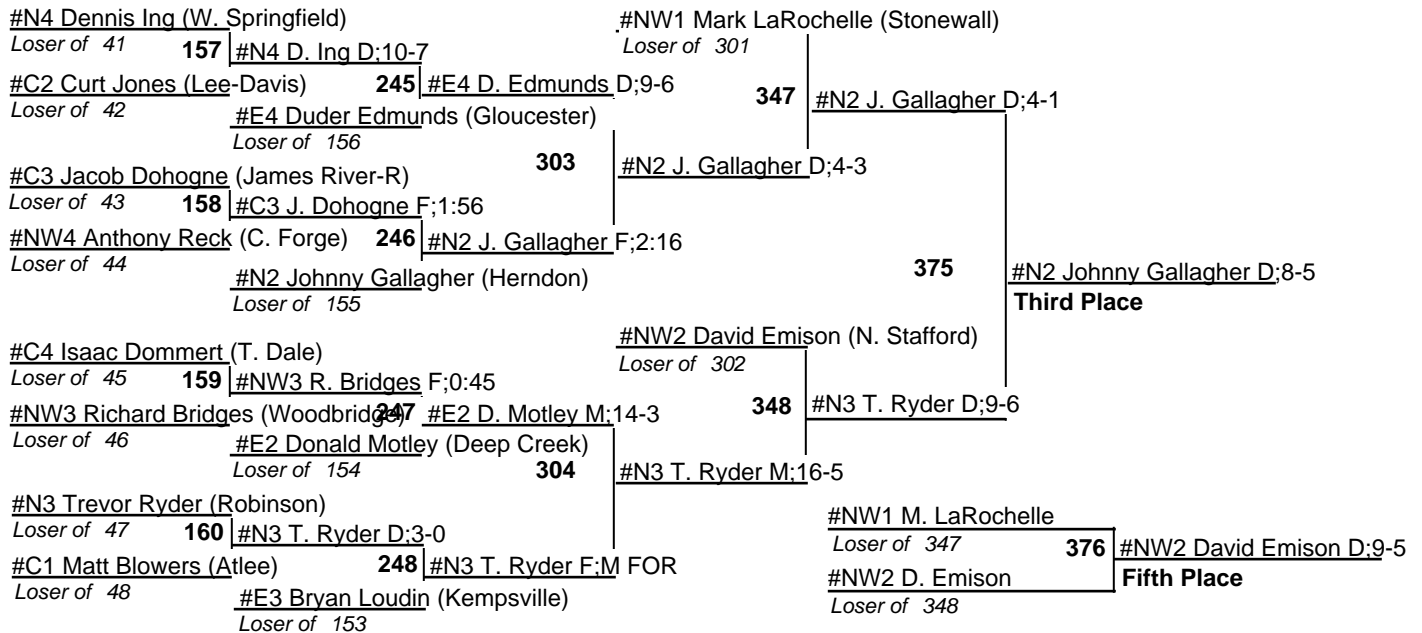 #N4 Dennis Ing (W. Springfield)
Loser of 41
157
#N4 D. Ing D;10-7
#C2 Curt Jones (Lee-Davis)
Loser of 42
245
#E4 D. Edmunds D;9-6
#E4 Duder Edmunds (Gloucester)
Loser of 156
303
#C3 Jacob Dohogne (James River-R)
Loser of 43
158
#C3 J. Dohogne F;1:56
#NW4 Anthony Reck (C. Forge)
Loser of 44
246
#N2 J. Gallagher F;2:16
#N2 Johnny Gallagher (Herndon)
Loser of 155
#NW1 Mark LaRochelle (Stonewall)
Loser of 301
347
#N2 J. Gallagher D;4-1
#N2 J. Gallagher D;4-3
375
#N2 Johnny Gallagher D;8-5
Third Place
#C4 Isaac Dommert (T. Dale)
Loser of 45
159
#NW3 R. Bridges F;0:45
#NW3 Richard Bridges (Woodbridge)
Loser of 46
247
#E2 D. Motley M;14-3
#E2 Donald Motley (Deep Creek)
Loser of 154
304
#N3 Trevor Ryder (Robinson)
Loser of 47
160
#N3 T. Ryder D;3-0
#C1 Matt Blowers (Atlee)
Loser of 48
248
#N3 T. Ryder F;M FOR
#E3 Bryan Loudin (Kempsville)
Loser of 153
#NW2 David Emison (N. Stafford)
Loser of 302
348
#N3 T. Ryder D;9-6
#N3 T. Ryder M;16-5
#NW1 M. LaRochelle
Loser of 347
376
#NW2 David Emison D;9-5
#NW2 D. Emison
Fifth Place
Loser of 348